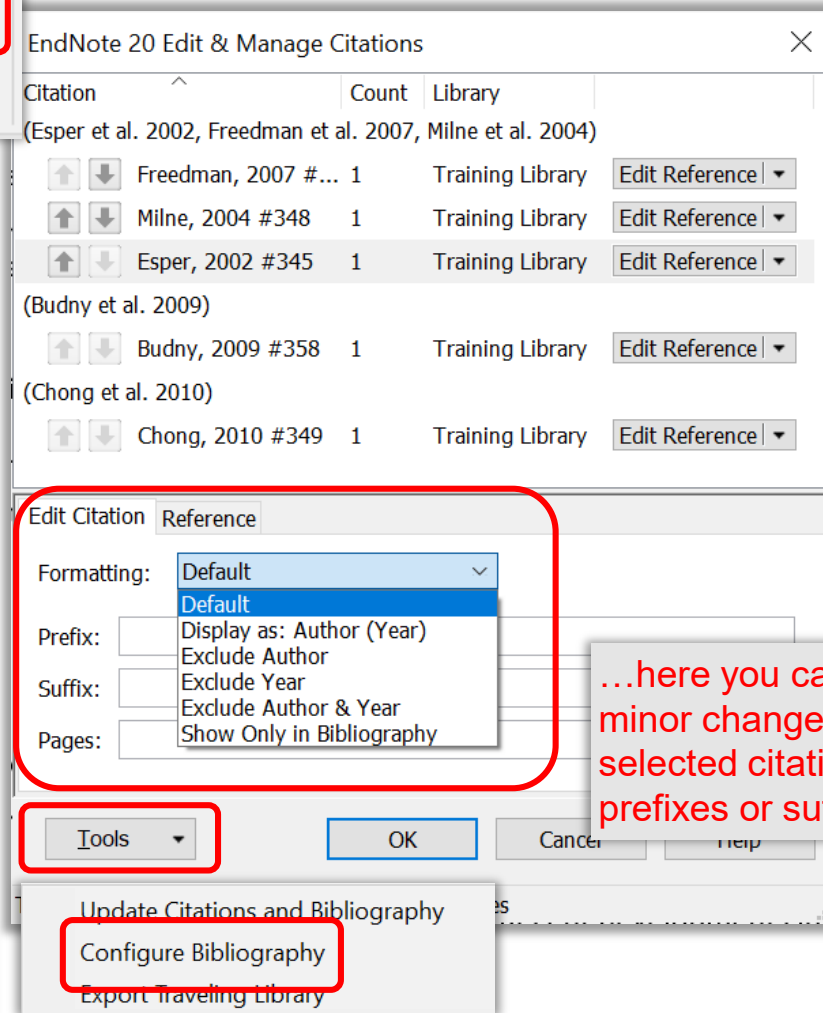 EndNote 20 Edit & Manage Citations
Citation Count Library
(Esper et al. 2002, Freedman et al. 2007, Milne et al. 2004)
Freedman, 2007 #... 1 Training Library Edit Reference
Milne, 2004 #348 1 Training Library Edit Reference
Esper, 2002 #345 1 Training Library Edit Reference
(Budny et al. 2009)
Budny, 2009 #358 1 Training Library Edit Reference
(Chong et al. 2010)
Chong, 2010 #349 1 Training Library Edit Reference
Edit Citation Reference
Formatting: Default
Default
Prefix:
Display as: Author (Year)
Exclude Author
Suffix:
Exclude Year
Exclude Author & Year
Pages:
Show Only in Bibliography
…here you ca
minor change
selected citati
prefixes or su
Tools OK Cancel Help
Update Citations and Bibliography
Configure Bibliography
Export Traveling Library